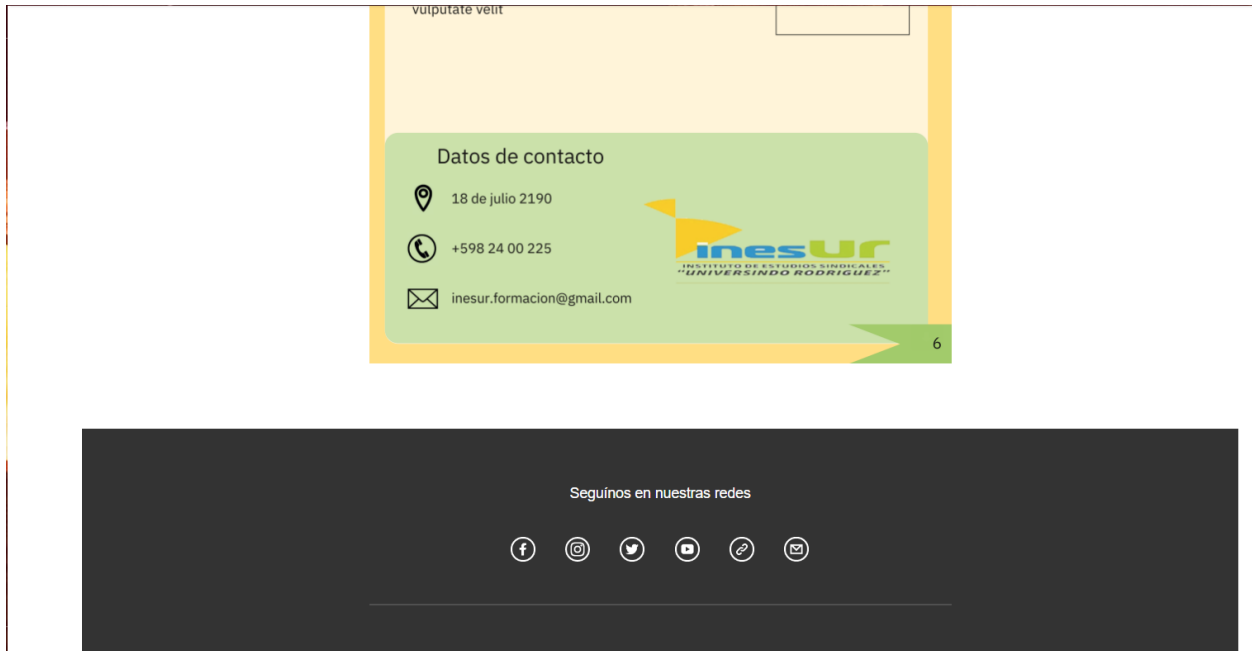 vulputate velit
Datos de contacto
18 de julio 2190
+598 24 00 225
inesur.formacion@gmail.com
inesur
INSTITUTO DE ESTUDIOS SINDICALES
"UNIVERSINDO RODRIGUEZ"
6
Seguínos en nuestras redes